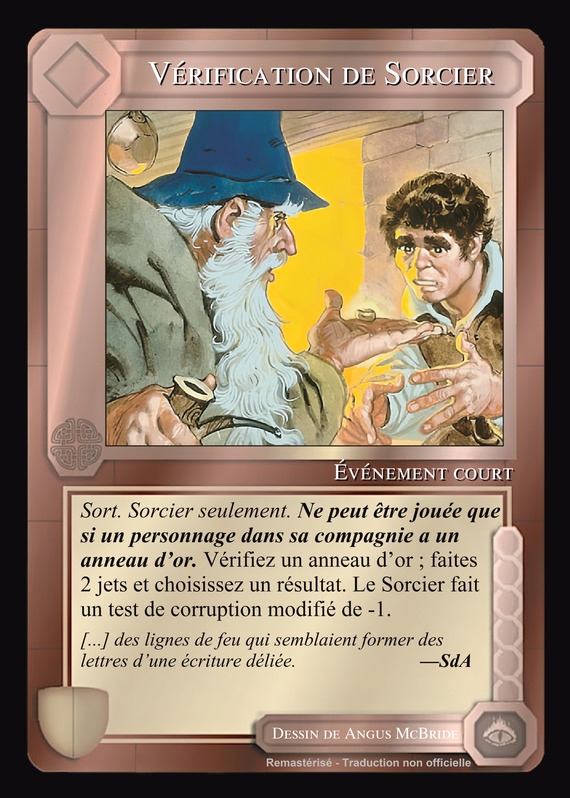 Vérification de Sorcier
Événement court
Sort. Sorcier seulement. Ne peut être jouée que
si un personnage dans sa compagnie a un
anneau d'or. Vérifiez un anneau d'or ; faites
2 jets et choisissez un résultat. Le Sorcier fait
un test de corruption modifié de -1.
[...] des lignes de feu qui semblaient former des
lettres d'une écriture déliée. —SdA
Dessin de Angus McBride
Remastérisé - Traduction non officielle